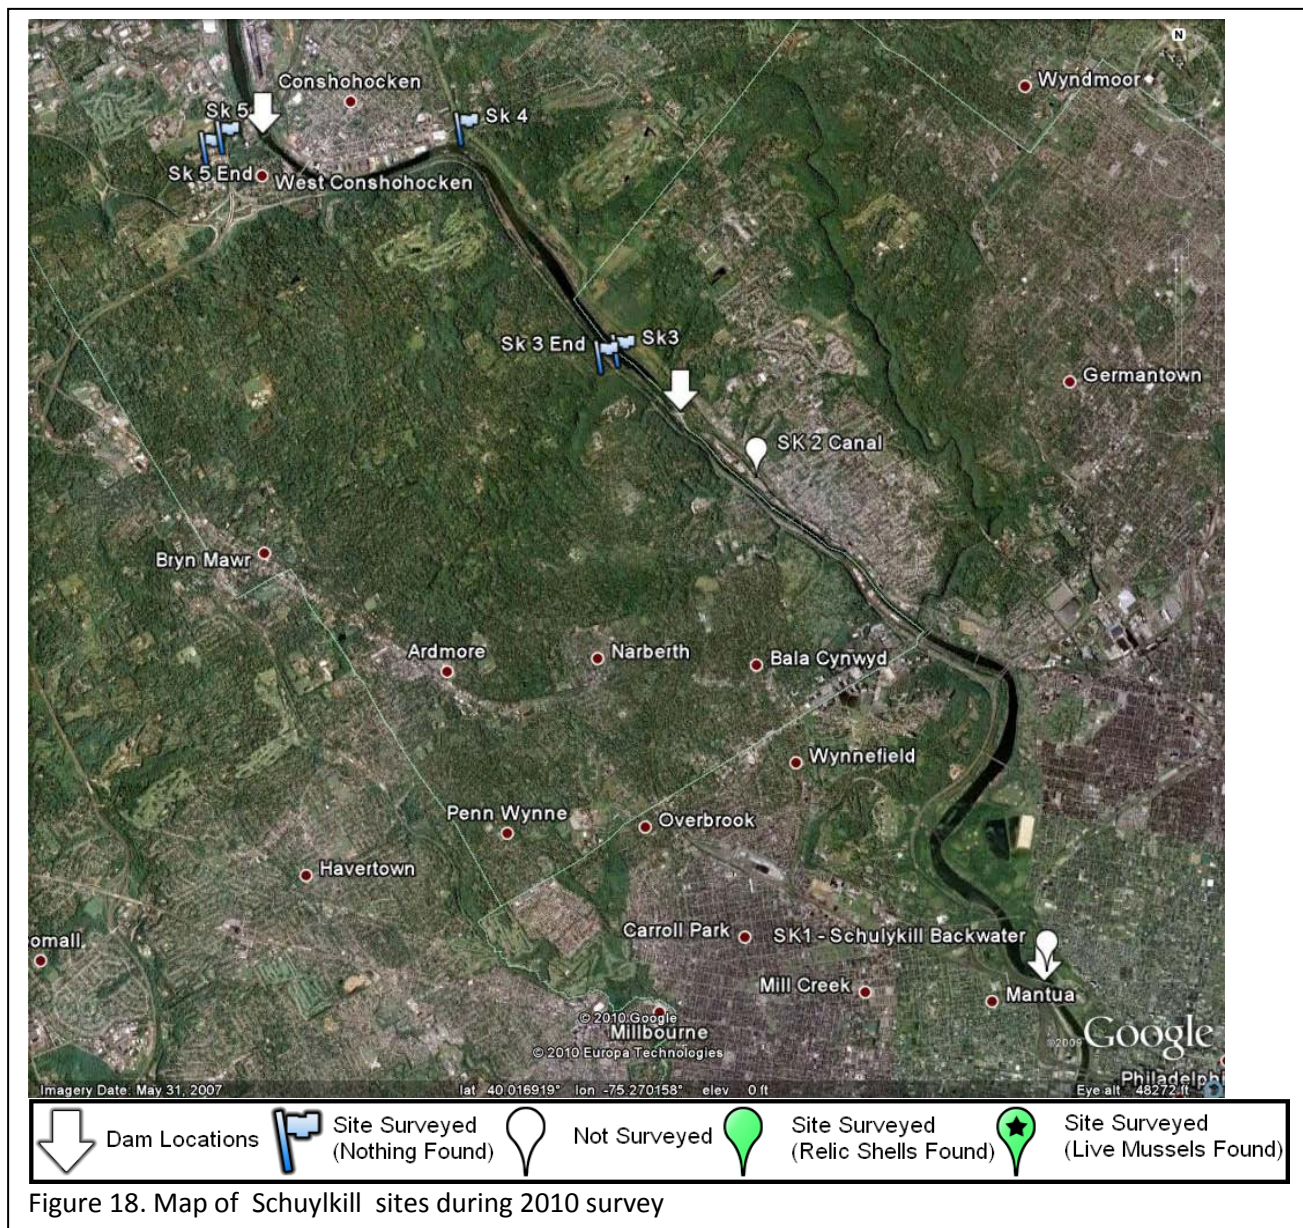 N
Conshohocken
Wyndmoor
Sk 5
Sk 4
Sk 5 End
West Conshohocken
Sk 3 End
Sk3
Germantown
SK 2 Canal
Bryn Mawr
Ardmore
Narberth
Bala Cynwyd
Wynnefield
Penn Wynne
Overbrook
Havertown
Carroll Park
SK1 - Schulykill Backwater
oomall
Mill Creek
Mantua
© 2010 Google
Millbourne
© 2010 Europa Technologies
©2009 Google
Philadelphi
Imagery Date: May 31, 2007
lat 40.016919° lon -75.270158° elev 0 ft
Eye alt 48272 ft
Dam Locations
Site Surveyed
(Nothing Found)
Not Surveyed
Site Surveyed
(Relic Shells Found)
Site Surveyed
(Live Mussels Found)
Figure 18. Map of Schuylkill sites during 2010 survey